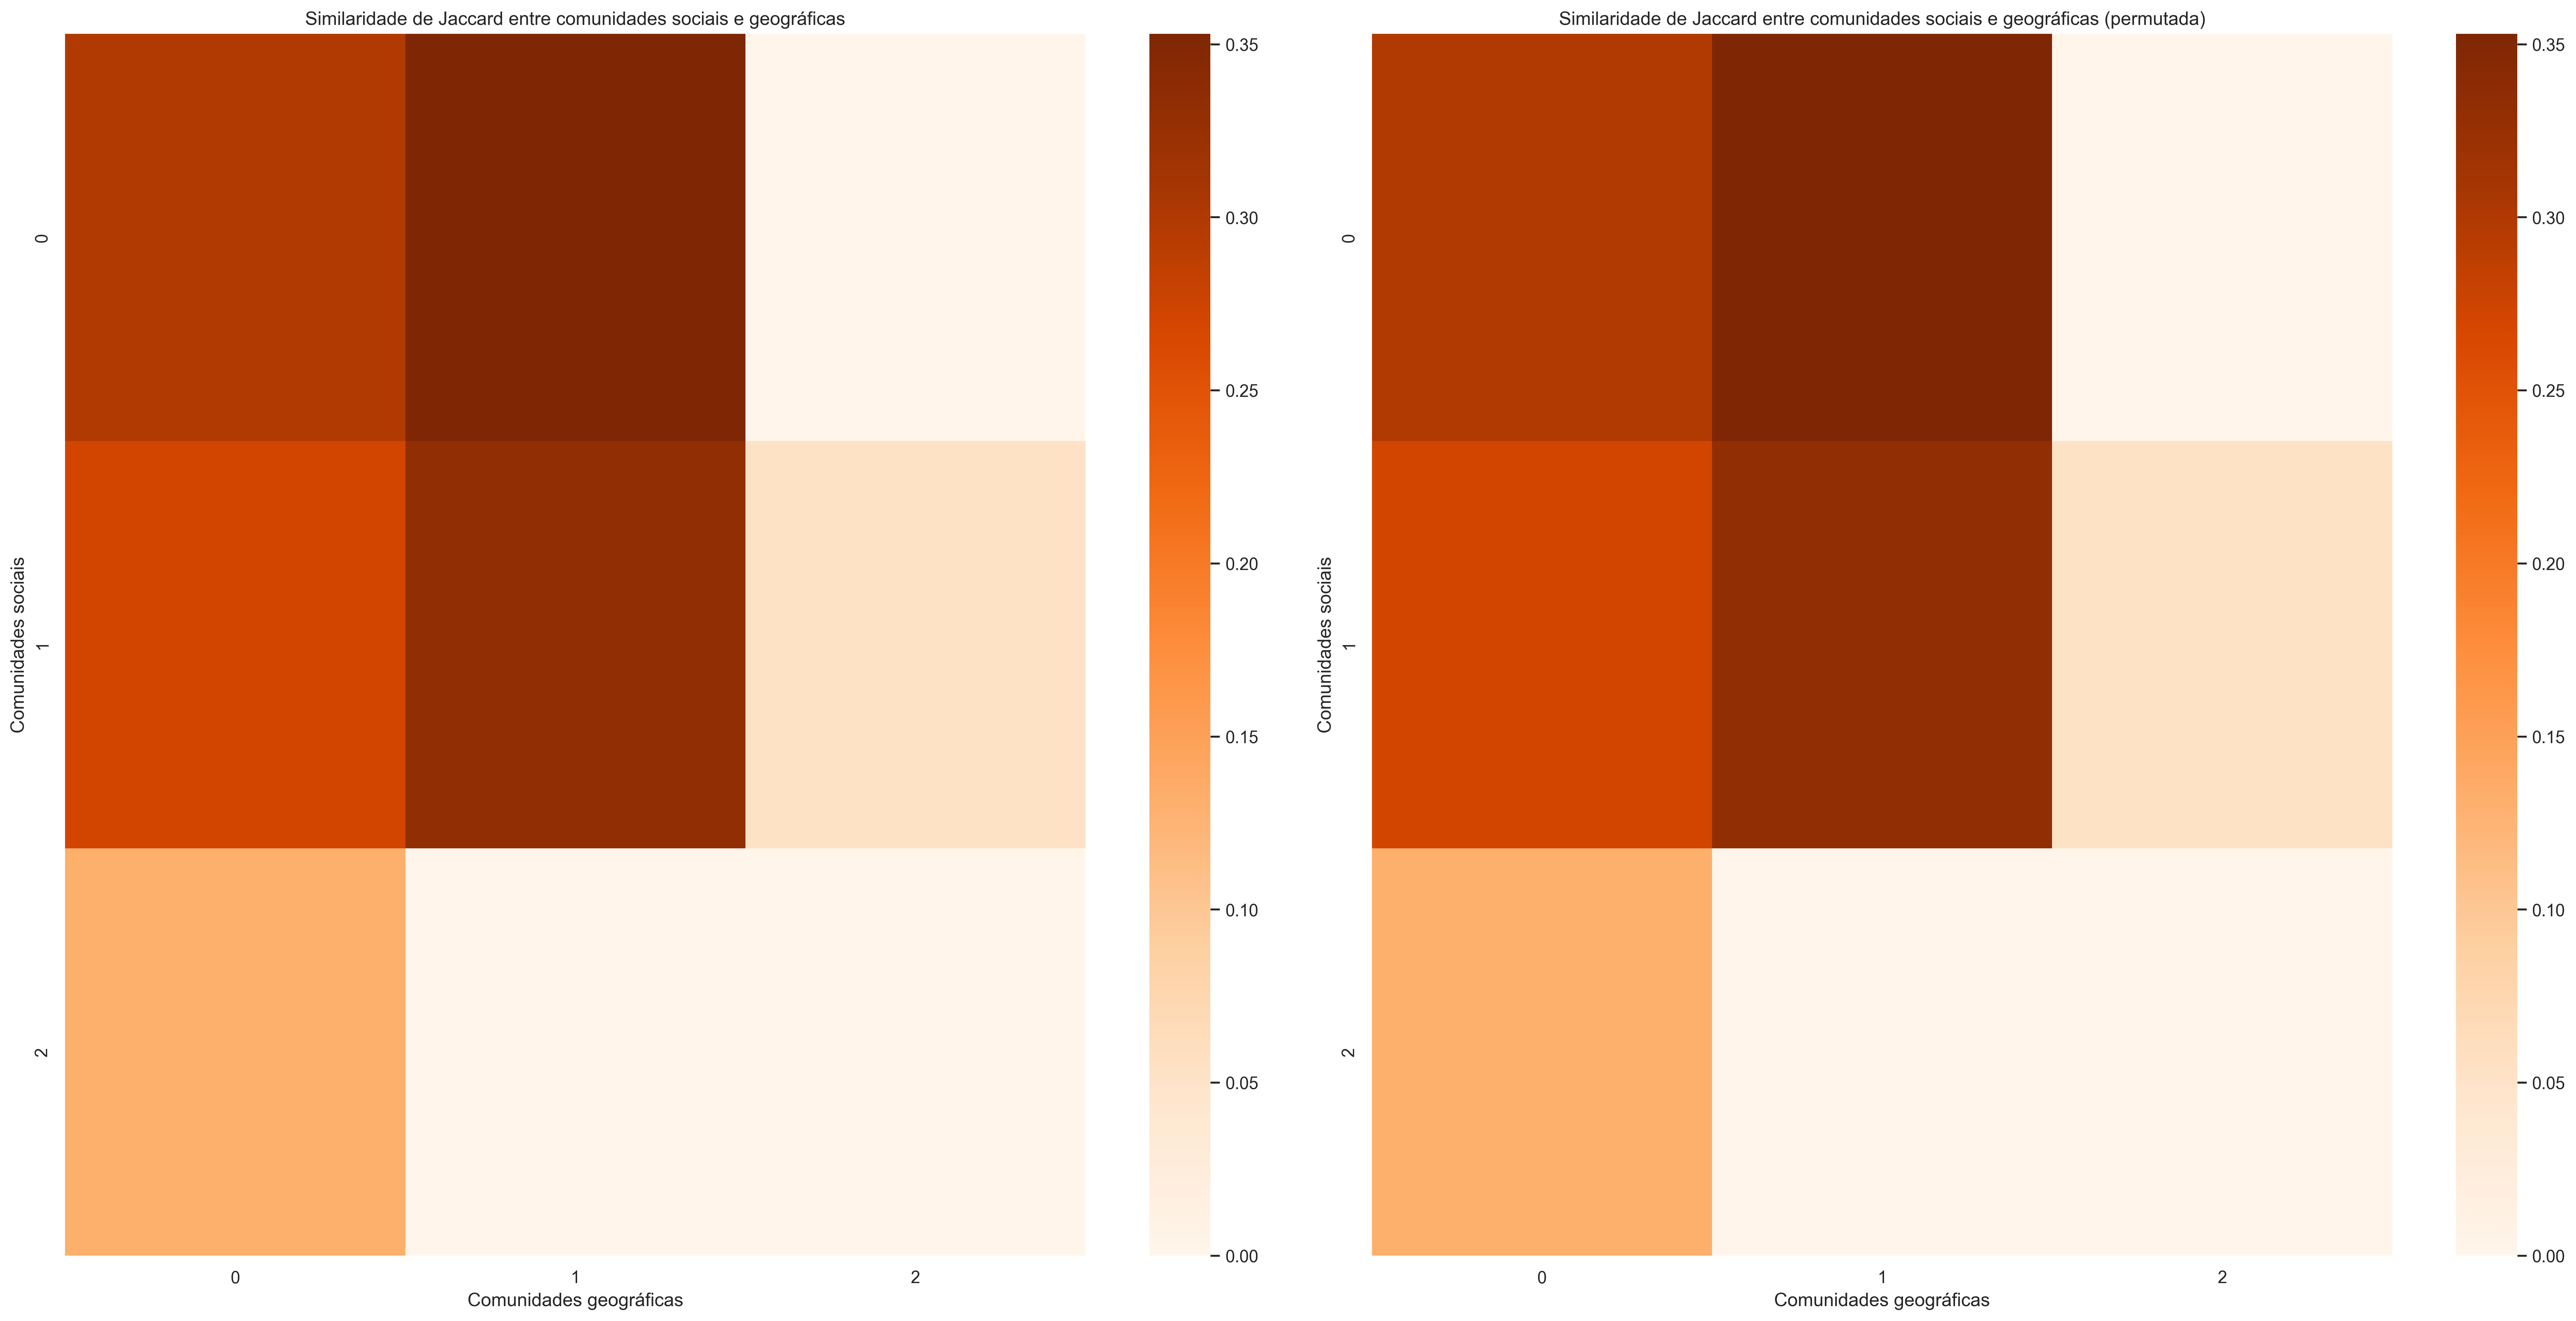 Similaridade de Jaccard entre comunidades sociais e geográficas
Comunidades sociais
0
1
2
0 1 2
Comunidades geográficas
0.35
0.30
0.25
0.20
0.15
0.10
0.05
0.00
Similaridade de Jaccard entre comunidades sociais e geográficas (permutada)
Comunidades sociais
0
1
2
0 1 2
Comunidades geográficas
0.35
0.30
0.25
0.20
0.15
0.10
0.05
0.00